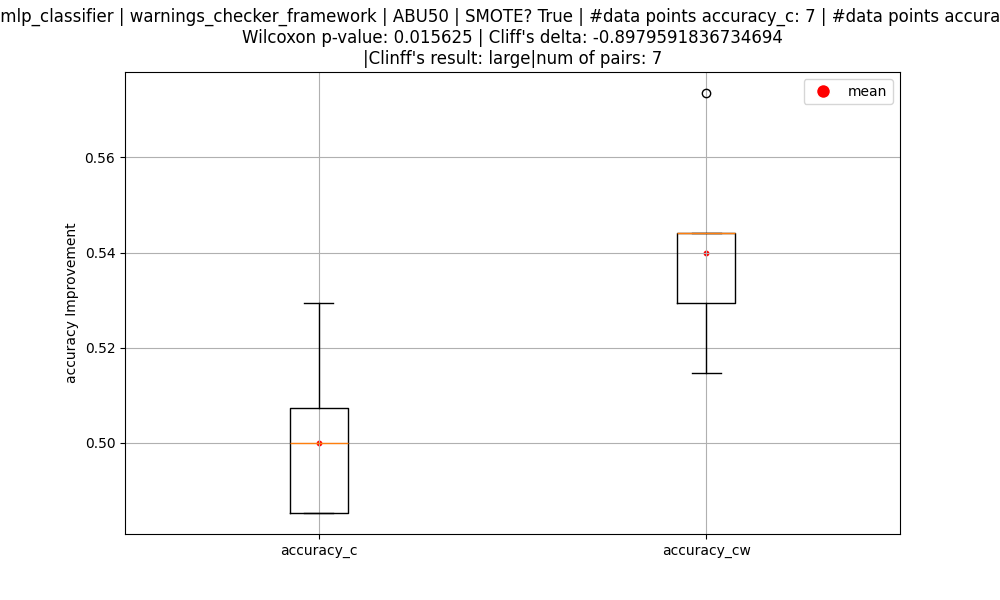 mlp_classifier | warnings_checker_framework | ABU50 | SMOTE? True | #data points accuracy_c: 7 | #data points accura
Wilcoxon p-value: 0.015625 | Cliff's delta: -0.8979591836734694
|Clinff's result: large|num of pairs: 7
mean
0.56
0.54
0.52
0.50
accuracy Improvement
accuracy_c
accuracy_cw